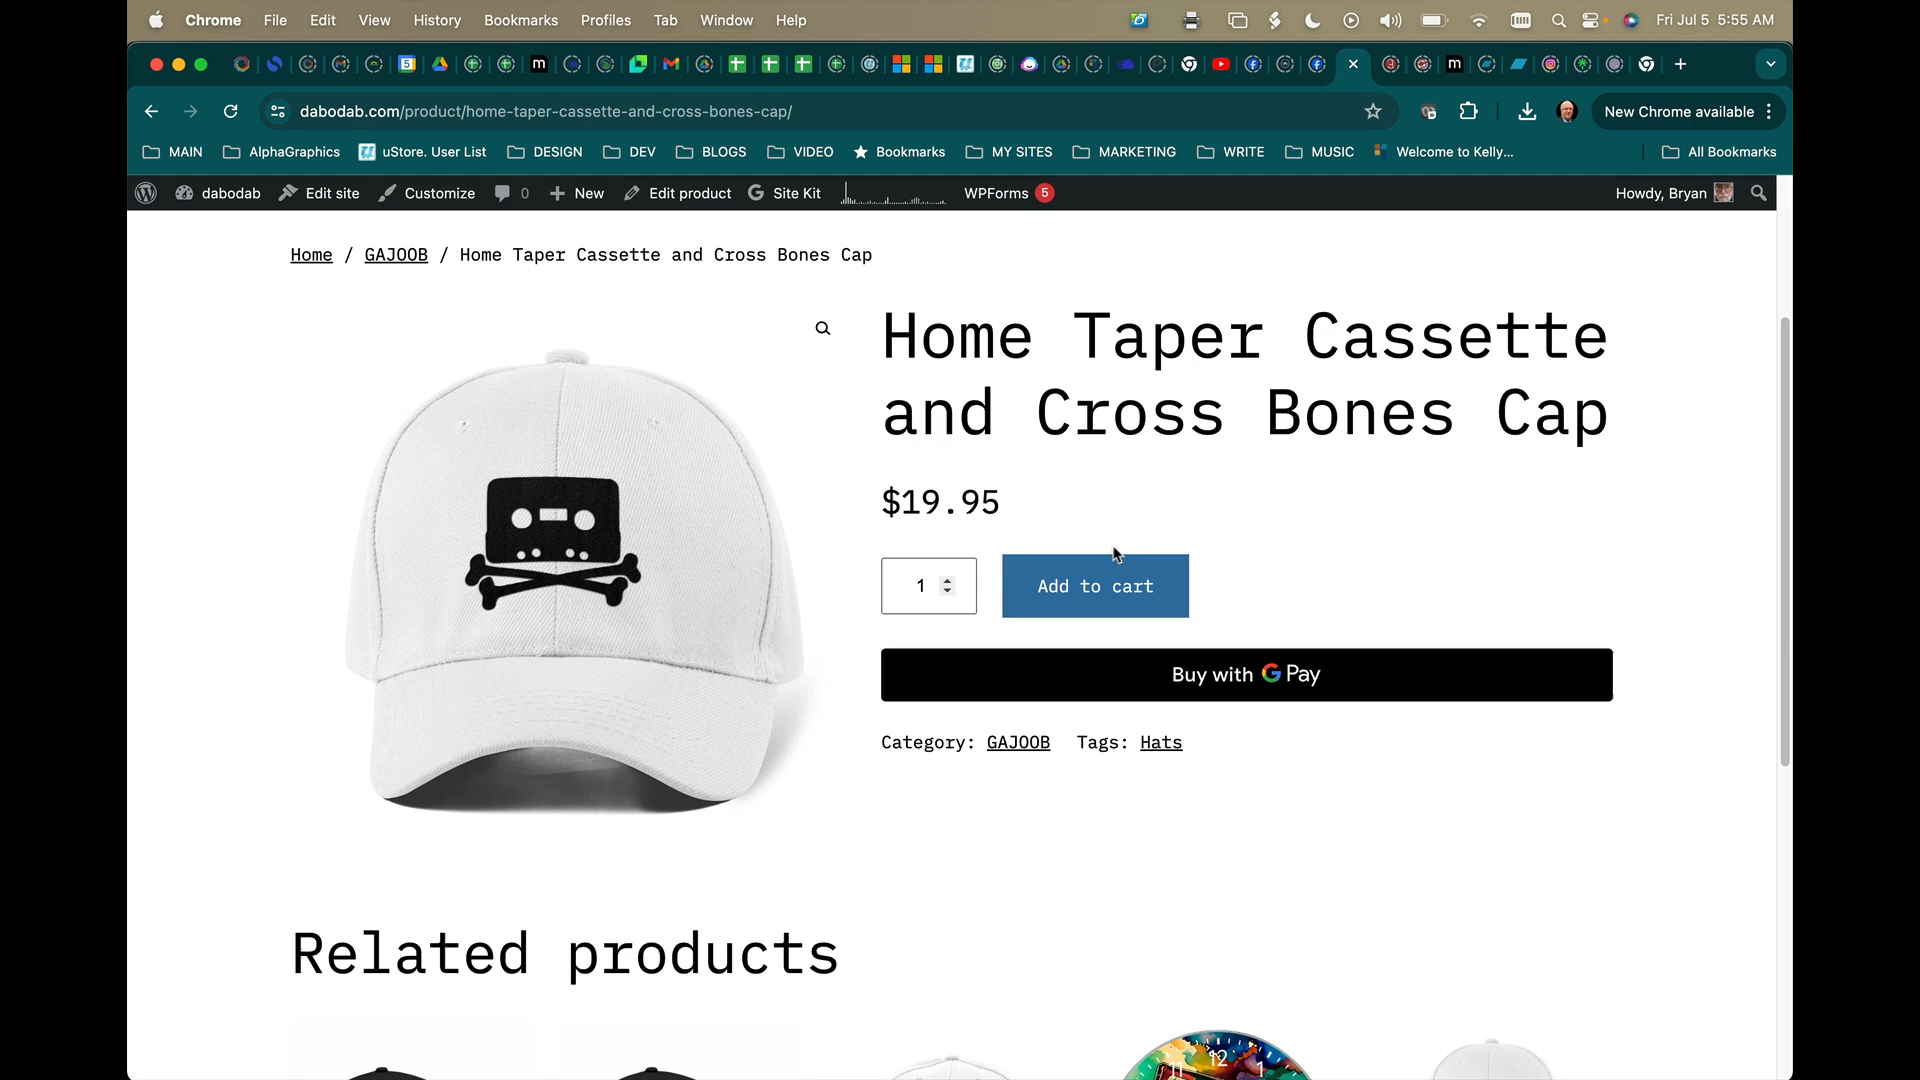 Chrome File Edit View History Bookmarks Profiles Tab Window Help Fri Jul 5 5:55 AM
dabodab.com/product/home-taper-cassette-and-cross-bones-cap/ New Chrome available
MAIN AlphaGraphics uStore. User List DESIGN DEV BLOGS VIDEO Bookmarks MY SITES MARKETING WRITE MUSIC Welcome to Kelly... All Bookmarks
dabodab Edit site Customize 0 New Edit product Site Kit WPForms 5 Howdy, Bryan
Home / GAJOOB / Home Taper Cassette and Cross Bones Cap
Home Taper Cassette
and Cross Bones Cap
$19.95
1 Add to cart
Buy with G Pay
Category: GAJOOB Tags: Hats
Related products
11 12 1